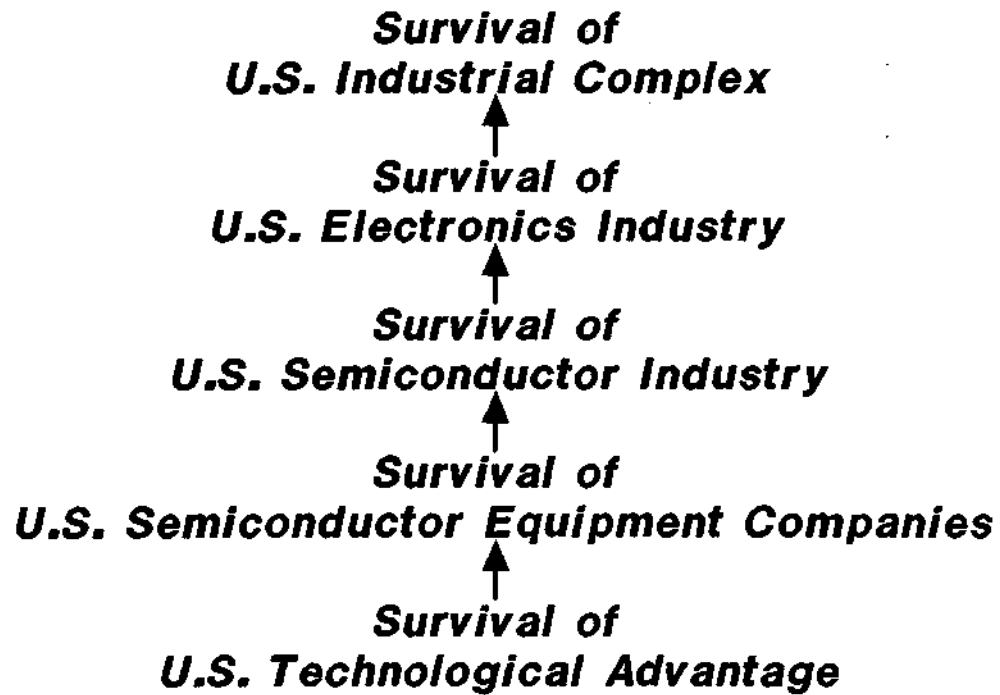 Survival of
U.S. Industrial Complex
Survival of
U.S. Electronics Industry
Survival of
U.S. Semiconductor Industry
Survival of
U.S. Semiconductor Equipment Companies
Survival of
U.S. Technological Advantage